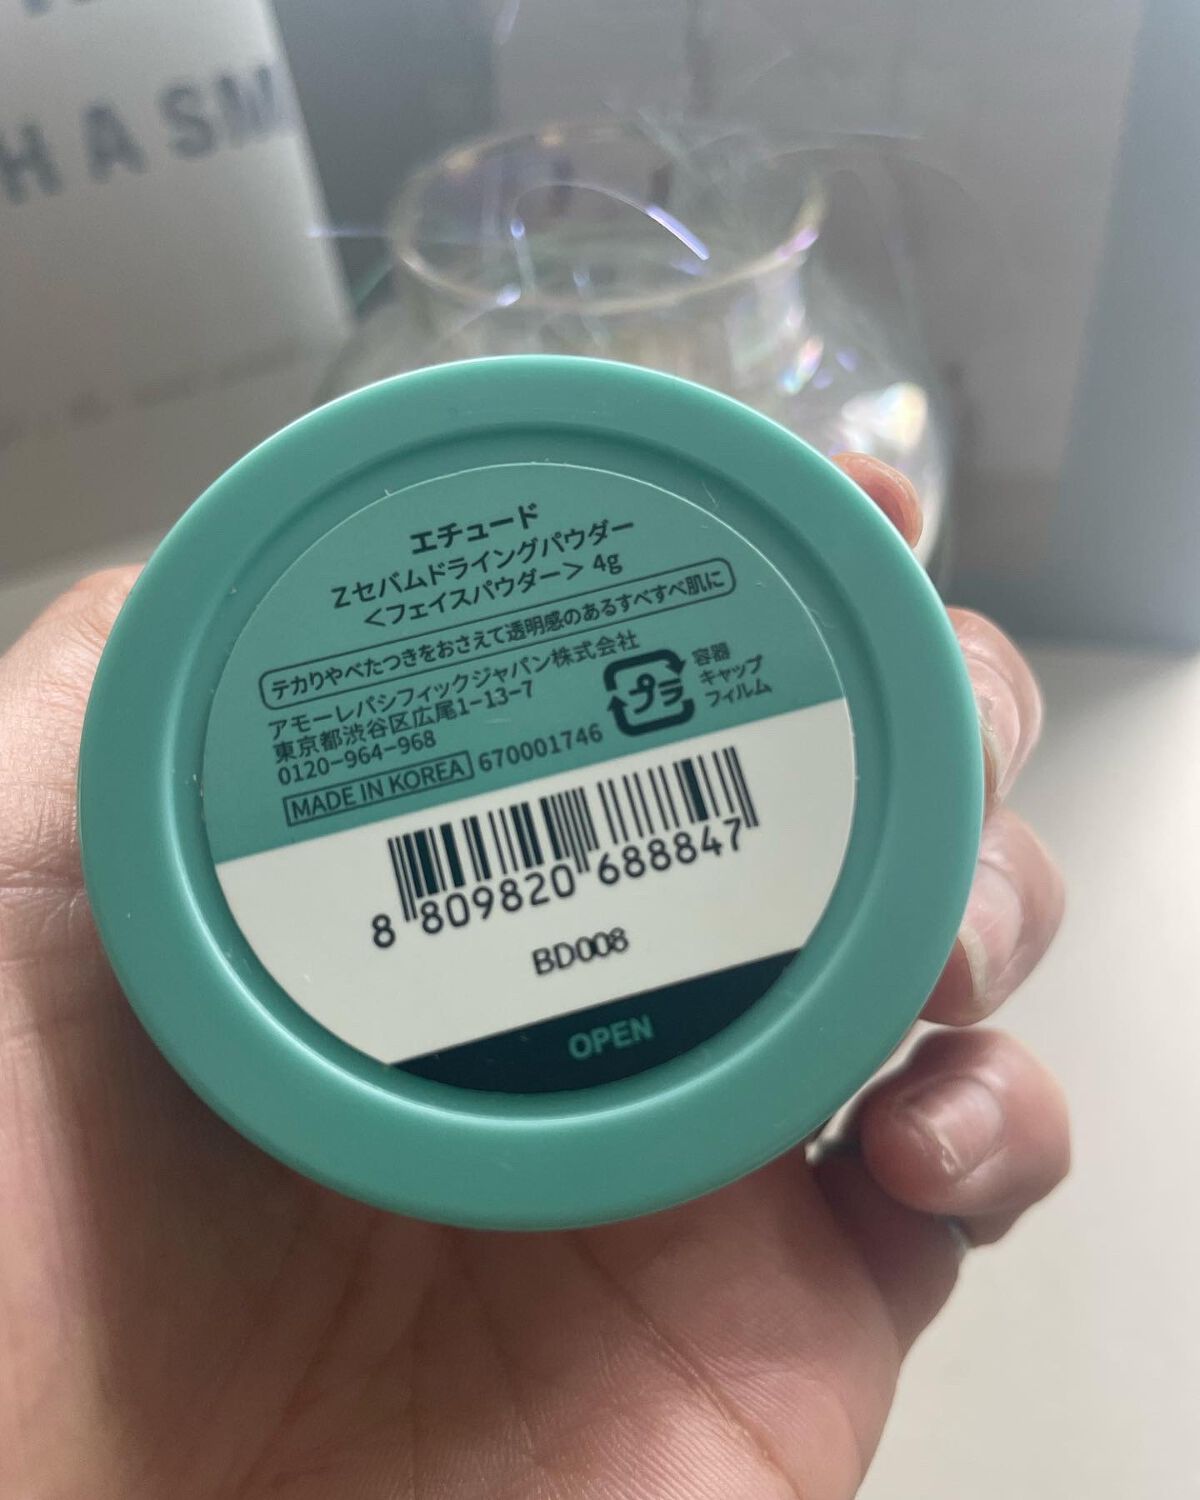 HASM
エチュード
Zセバムドライングパウダー
<フェイスパウダー> 4g
テカりやべたつきをおさえて透明感のあるすべすべ肌に
アモーレパシフィックジャパン株式会社
東京都渋谷区広尾1-13-7
0120-964-968
MADE IN KOREA 670001746
プラ
容器
キャップ
フィルム
8 809820 688847
BD008
OPEN